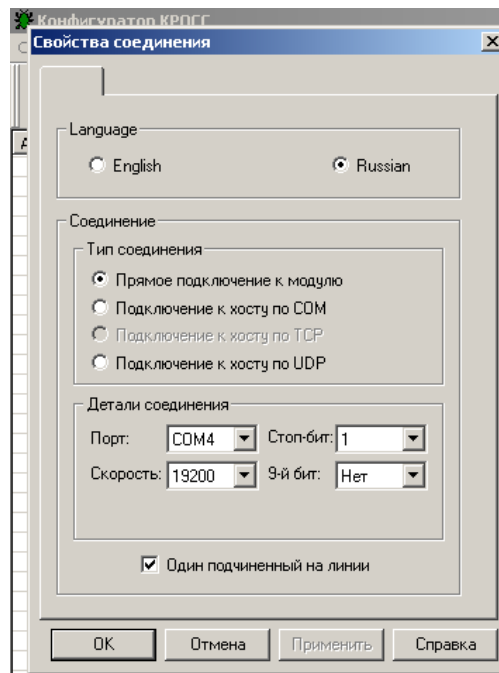 Конфигуратор КРОСС
Свойства соединения
Language
English Russian
Соединение
Тип соединения
Прямое подключение к модулю
Подключение к хосту по COM
Подключение к хосту по TCP
Подключение к хосту по UDP
Детали соединения
Порт: COM4 Стоп-бит: 1
Скорость: 19200 9-й бит: Нет
Один подчиненный на линии
OK Отмена Применить Справка